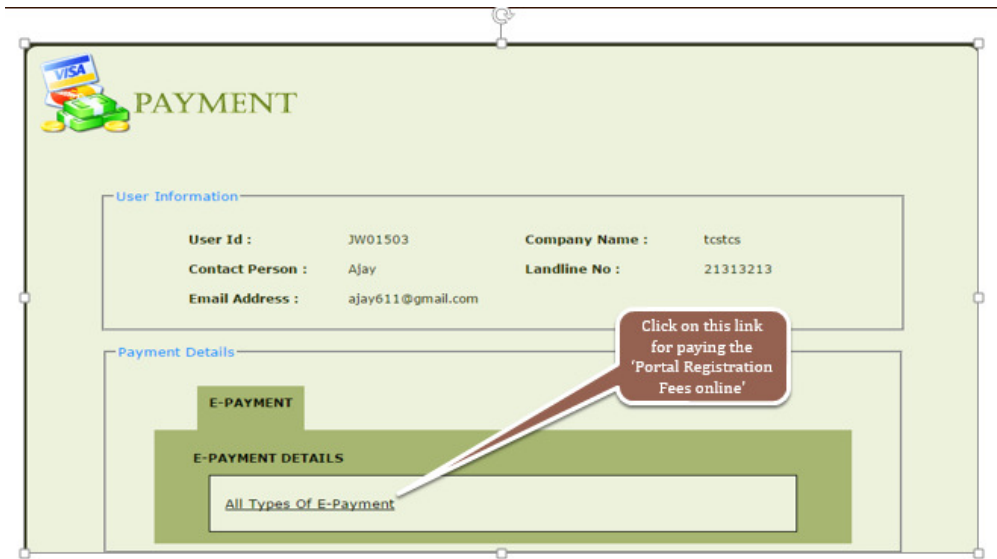 VISA
PAYMENT
User Information
User Id : JW01503 Company Name : tcstcs
Contact Person : Ajay Landline No : 21313213
Email Address : ajay611@gmail.com
Click on this link
for paying the
‘Portal Registration
Fees online’
Payment Details
E-PAYMENT
E-PAYMENT DETAILS
All Types Of E-Payment